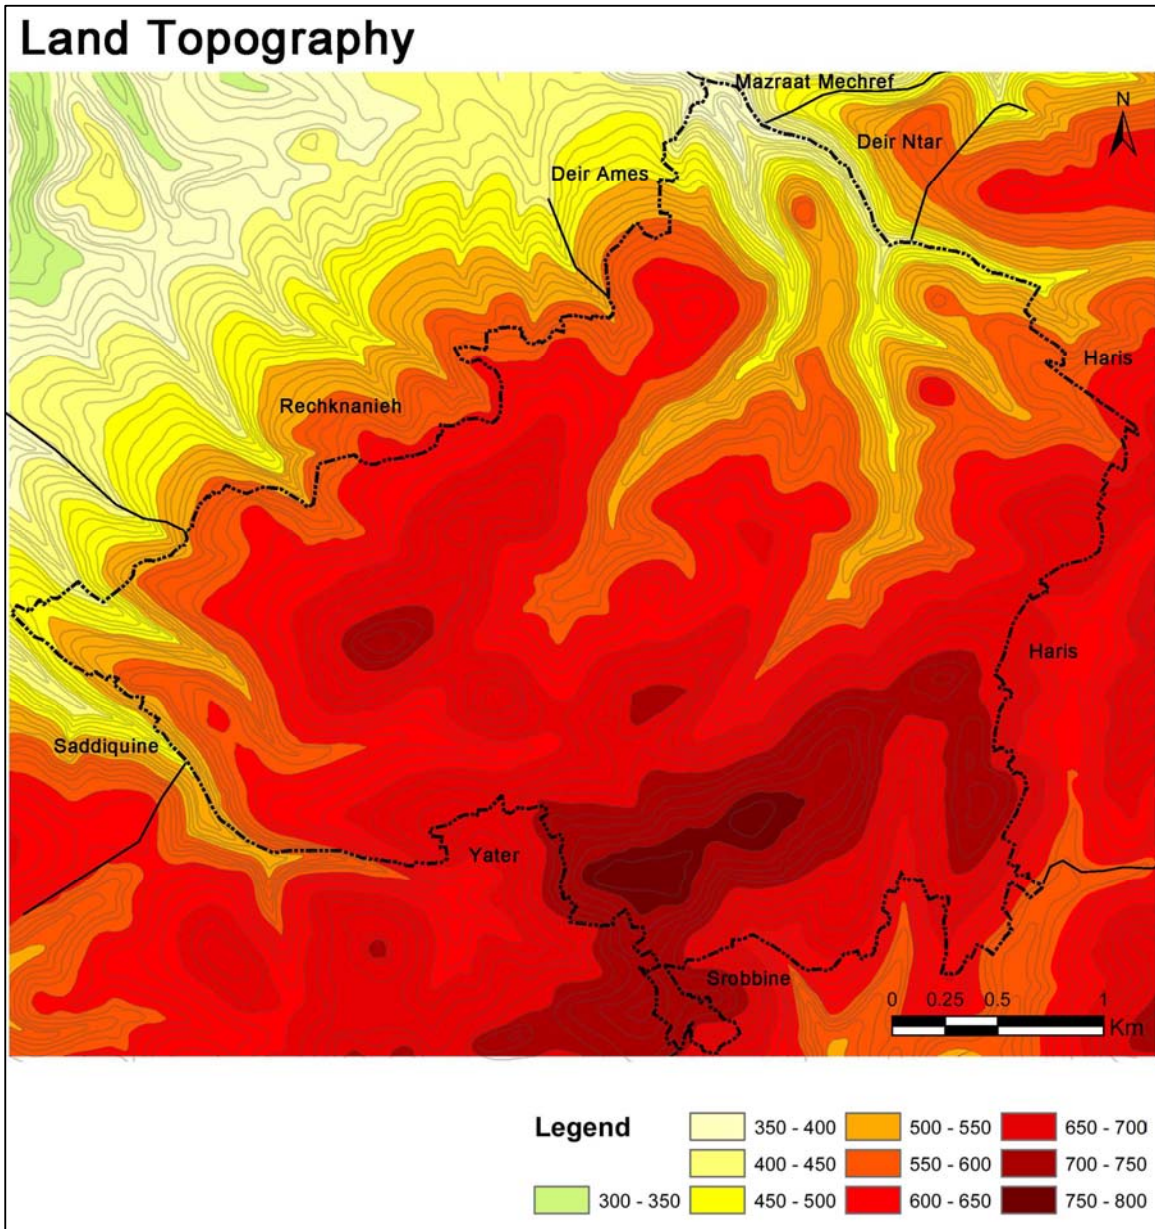 Land Topography
Mazraat Mechref
N
Deir Ntar
Deir Ames
Haris
Rechknanieh
Haris
Saddiquine
Yater
Srobbine
0 0.25 0.5 1
Km
Legend
350 - 400 500 - 550 650 - 700
400 - 450 550 - 600 700 - 750
300 - 350 450 - 500 600 - 650 750 - 800